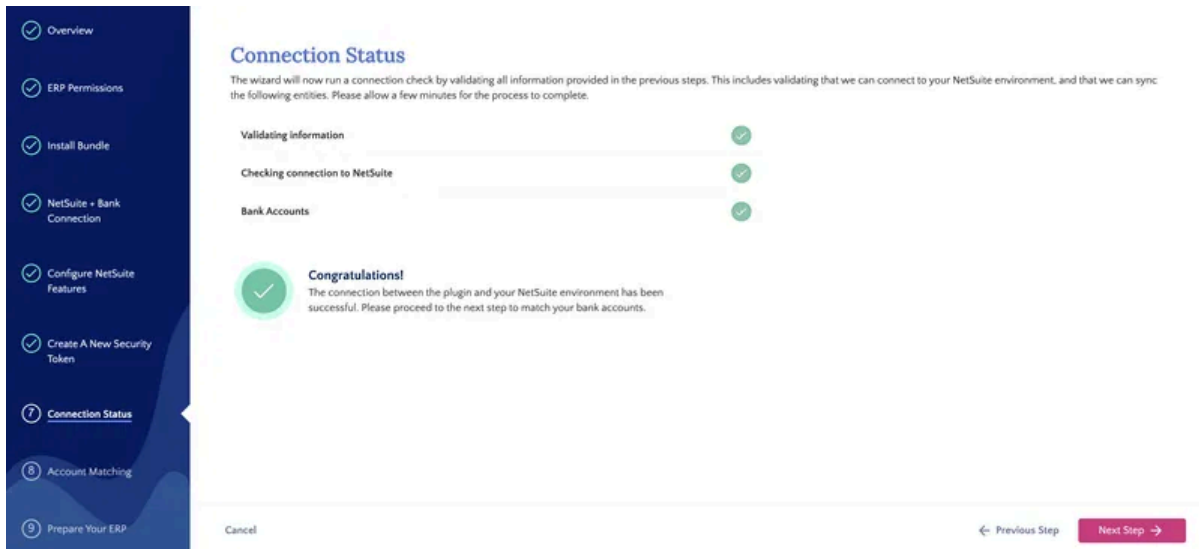 Overview
ERP Permissions
Install Bundle
NetSuite + Bank
Connection
Configure NetSuite
Features
Create A New Security
Token
7 Connection Status
8 Account Matching
9 Prepare Your ERP
Connection Status
The wizard will now run a connection check by validating all information provided in the previous steps. This includes validating that we can connect to your NetSuite environment, and that we can sync
the following entities. Please allow a few minutes for the process to complete.
Validating information
Checking connection to NetSuite
Bank Accounts
Congratulations!
The connection between the plugin and your NetSuite environment has been
successful. Please proceed to the next step to match your bank accounts.
Cancel
← Previous Step
Next Step →